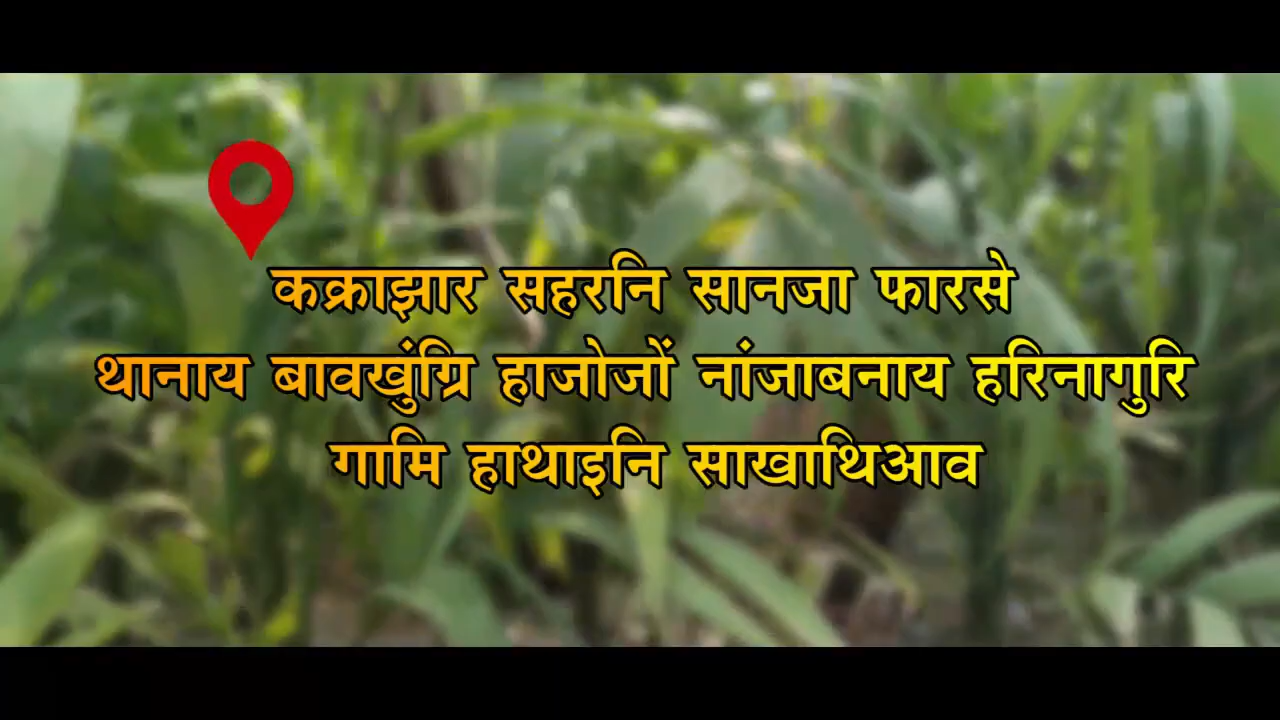 कक्राझार सहरनि सानजा फारसे
थानाय बावखुंग्रि हाजोजों नांजाबनाय हरिनागुरि
गामि हाथाइनि साखाथिआव